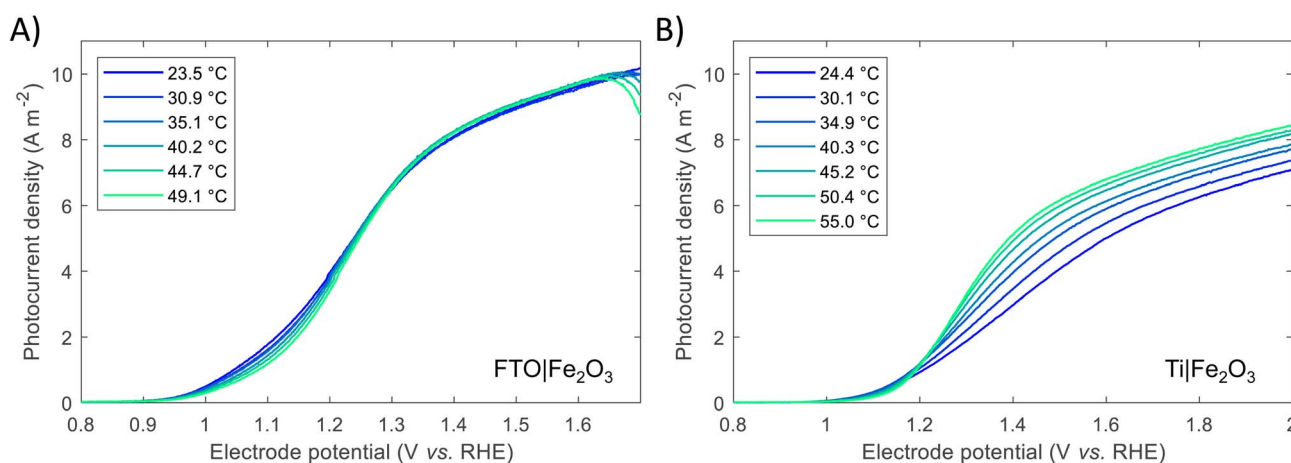 A)
Photocurrent density (A m⁻²)
10
8
6
4
2
0
23.5 °C
30.9 °C
35.1 °C
40.2 °C
44.7 °C
49.1 °C
FTO|Fe₂O₃
0.8 0.9 1 1.1 1.2 1.3 1.4 1.5 1.6
Electrode potential (V vs. RHE)
B)
Photocurrent density (A m⁻²)
10
8
6
4
2
0
24.4 °C
30.1 °C
34.9 °C
40.3 °C
45.2 °C
50.4 °C
55.0 °C
Ti|Fe₂O₃
0.8 1 1.2 1.4 1.6 1.8 2
Electrode potential (V vs. RHE)